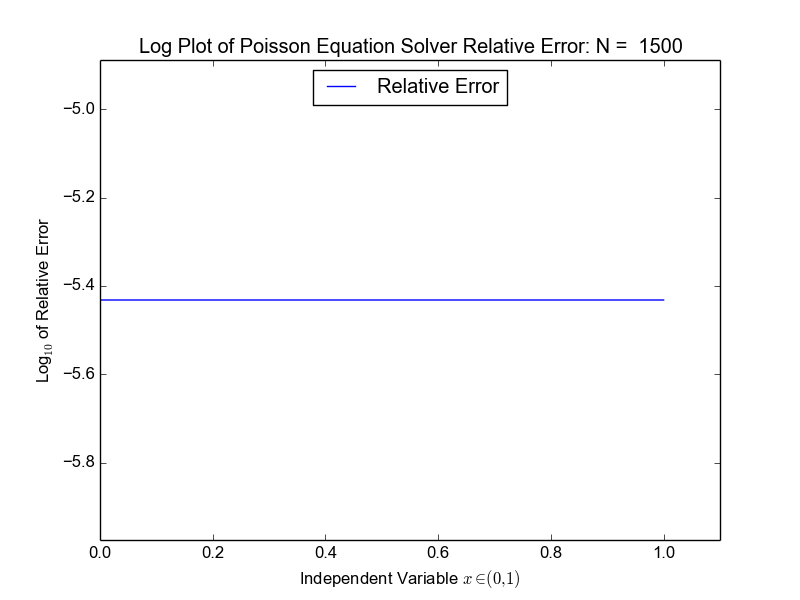 Log Plot of Poisson Equation Solver Relative Error: N =  1500
Relative Error
−5.0
−5.2
−5.4
−5.6
−5.8
Log₁₀ of Relative Error
0.0 0.2 0.4 0.6 0.8 1.0
Independent Variable x∈(0,1)